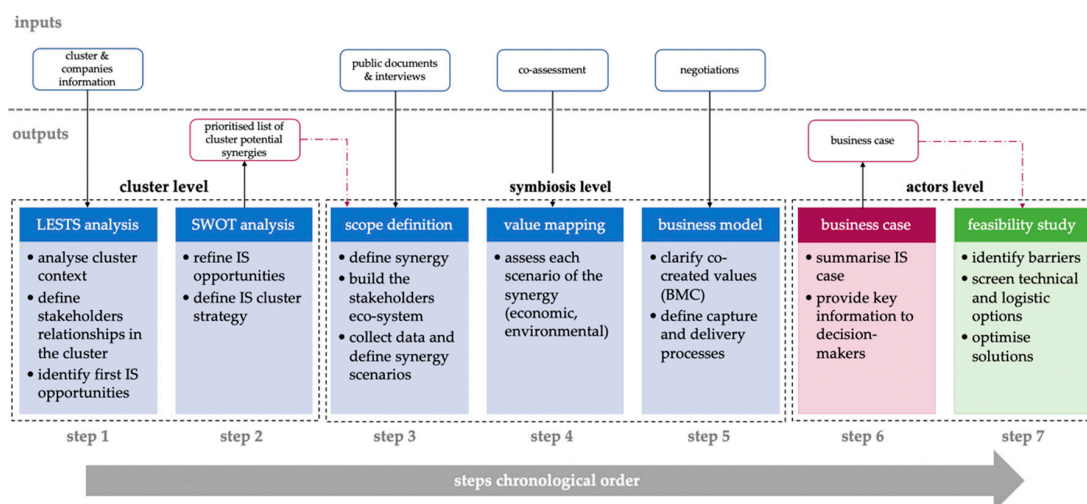 inputs
cluster &
companies
information
public documents
& interviews
co-assessment
negotiations
outputs
prioritised list of
cluster potential
synergies
business case
cluster level
symbiosis level
actors level
LESTS analysis
• analyse cluster
context
• define
stakeholders
relationships in
the cluster
• identify first IS
opportunities
SWOT analysis
• refine IS
opportunities
• define IS cluster
strategy
scope definition
• define synergy
• build the
stakeholders
eco-system
• collect data and
define synergy
scenarios
value mapping
• assess each
scenario of the
synergy
(economic,
environmental)
business model
• clarify co-
created values
(BMC)
• define capture
and delivery
processes
business case
• summarise IS
case
• provide key
information to
decision-
makers
feasibility study
• identify barriers
• screen technical
and logistic
options
• optimise
solutions
step 1
step 2
step 3
step 4
step 5
step 6
step 7
steps chronological order